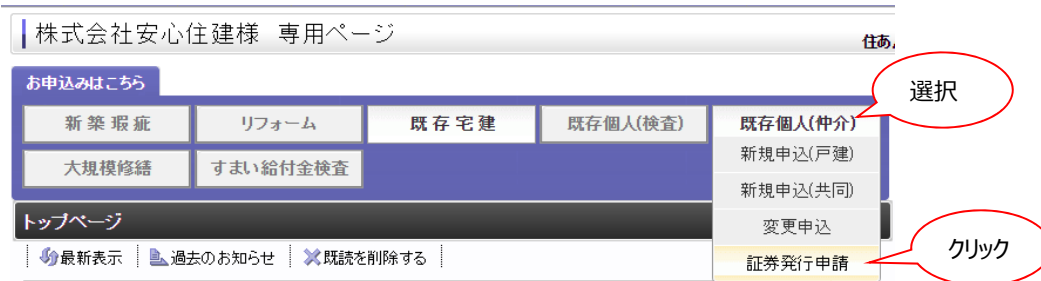 株式会社安心住建様 専用ページ
住あ
お申込みはこちら
選択
新築瑕疵 リフォーム 既存宅建 既存個人(検査) 既存個人(仲介)
大規模修繕 すまい給付金検査
新規申込(戸建)
新規申込(共同)
トップページ
変更申込
最新表示 過去のお知らせ 既読を削除する
証券発行申請
クリック